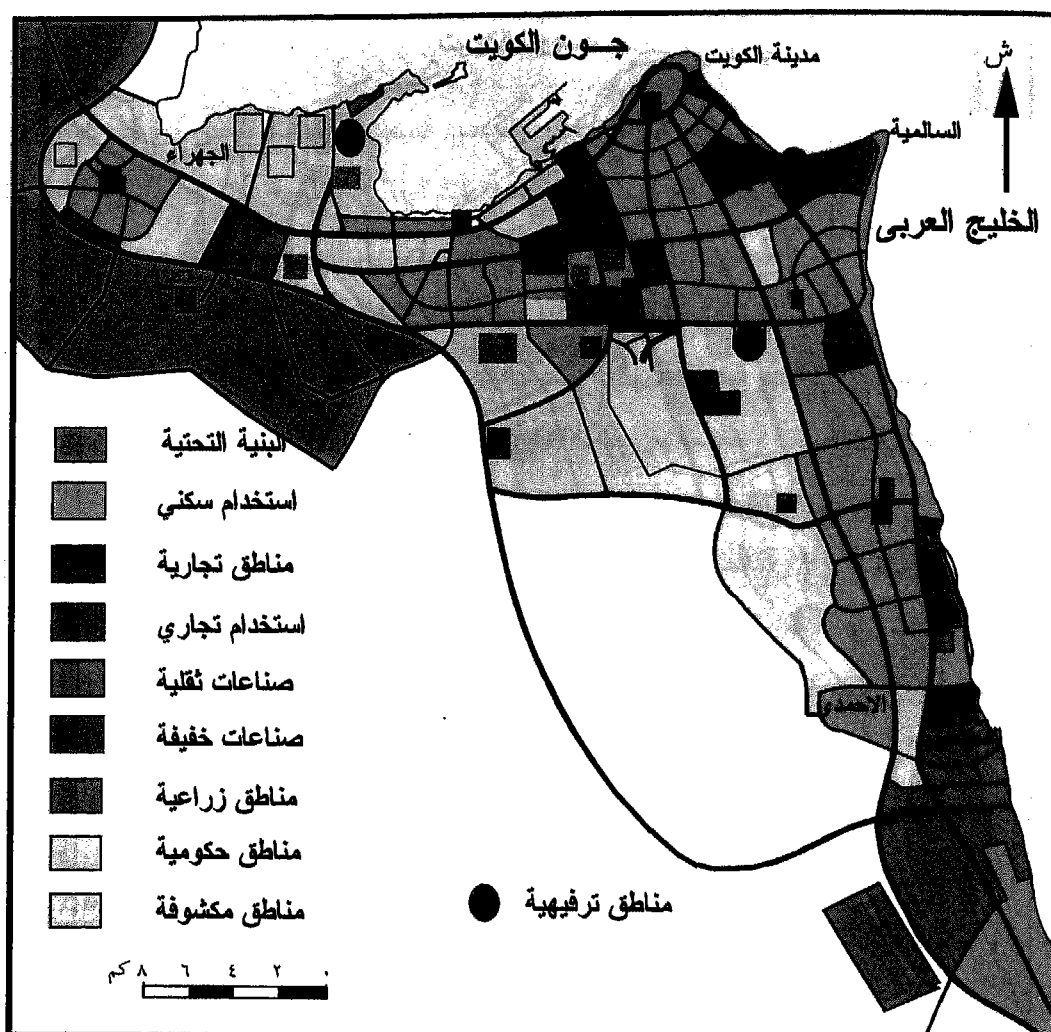 جـــون الكويت
مدينة الكويت
ش
السالمية
الجهراء
الخليج العربى
البنية التحتية
استخدام سكني
مناطق تجارية
استخدام تجاري
صناعات ثقلية
صناعات خفيفة
مناطق زراعية
مناطق حكومية
مناطق مكشوفة
الاحمدي
مناطق ترفيهية
٨ ٦ ٤ ٢ ٠ كم